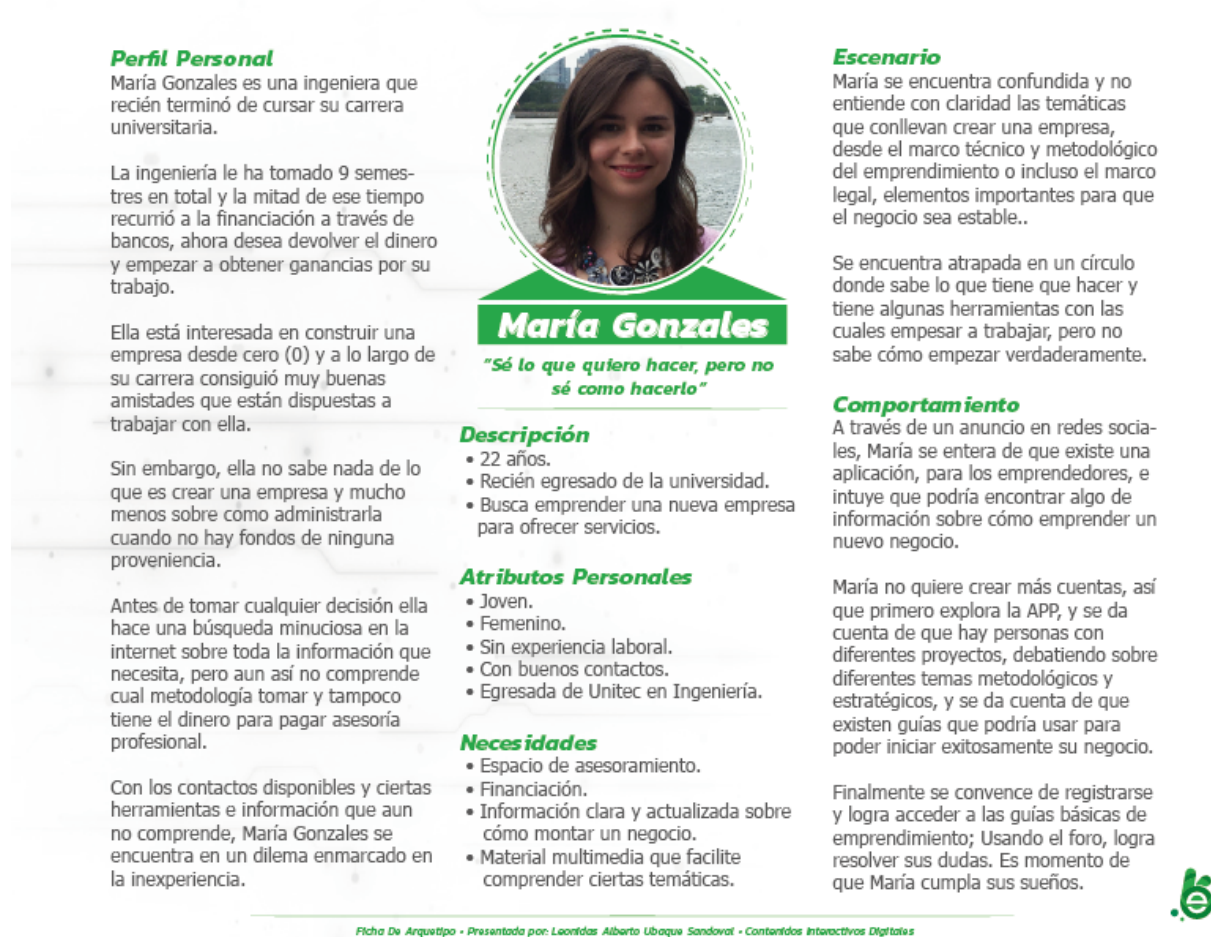 Perfil Personal
María Gonzales es una ingeniera que
recién terminó de cursar su carrera
universitaria.
La ingeniería le ha tomado 9 semes-
tres en total y la mitad de ese tiempo
recurrió a la financiación a través de
bancos, ahora desea devolver el dinero
y empezar a obtener ganancias por su
trabajo.
Ella está interesada en construir una
empresa desde cero (0) y a lo largo de
su carrera consiguió muy buenas
amistades que están dispuestas a
trabajar con ella.
Sin embargo, ella no sabe nada de lo
que es crear una empresa y mucho
menos sobre como administrarla
cuando no hay fondos de ninguna
proveniencia.
Antes de tomar cualquier decisión ella
hace una búsqueda minuciosa en la
internet sobre toda la información que
necesita, pero aun así no comprende
cual metodología tomar y tampoco
tiene el dinero para pagar asesoría
profesional.
Con los contactos disponibles y ciertas
herramientas e información que aun
no comprende, María Gonzales se
encuentra en un dilema enmarcado en
la inexperiencia.
María Gonzales
"Sé lo que quiero hacer, pero no
sé como hacerlo"
Descripción
• 22 años.
• Recién egresado de la universidad.
• Busca emprender una nueva empresa
para ofrecer servicios.
Atributos Personales
• Joven.
• Femenino.
• Sin experiencia laboral.
• Con buenos contactos.
• Egresada de Unitec en Ingeniería.
Necesidades
• Espacio de asesoramiento.
• Financiación.
• Información clara y actualizada sobre
cómo montar un negocio.
• Material multimedia que facilite
comprender ciertas temáticas.
Escenario
María se encuentra confundida y no
entiende con claridad las temáticas
que conllevan crear una empresa,
desde el marco técnico y metodológico
del emprendimiento o incluso el marco
legal, elementos importantes para que
el negocio sea estable..
Se encuentra atrapada en un círculo
donde sabe lo que tiene que hacer y
tiene algunas herramientas con las
cuales empesar a trabajar, pero no
sabe cómo empezar verdaderamente.
Comportamiento
A través de un anuncio en redes socia-
les, María se entera de que existe una
aplicación, para los emprendedores, e
intuye que podría encontrar algo de
información sobre cómo emprender un
nuevo negocio.
María no quiere crear más cuentas, así
que primero explora la APP, y se da
cuenta de que hay personas con
diferentes proyectos, debatiendo sobre
diferentes temas metodológicos y
estratégicos, y se da cuenta de que
existen guías que podría usar para
poder iniciar exitosamente su negocio.
Finalmente se convence de registrarse
y logra acceder a las guías básicas de
emprendimiento; Usando el foro, logra
resolver sus dudas. Es momento de
que María cumpla sus sueños.
e
Ficha De Arquetipo • Presentada por: Leonidas Alberto Ubaque Sandoval • Contenidos Interactivos Digitales